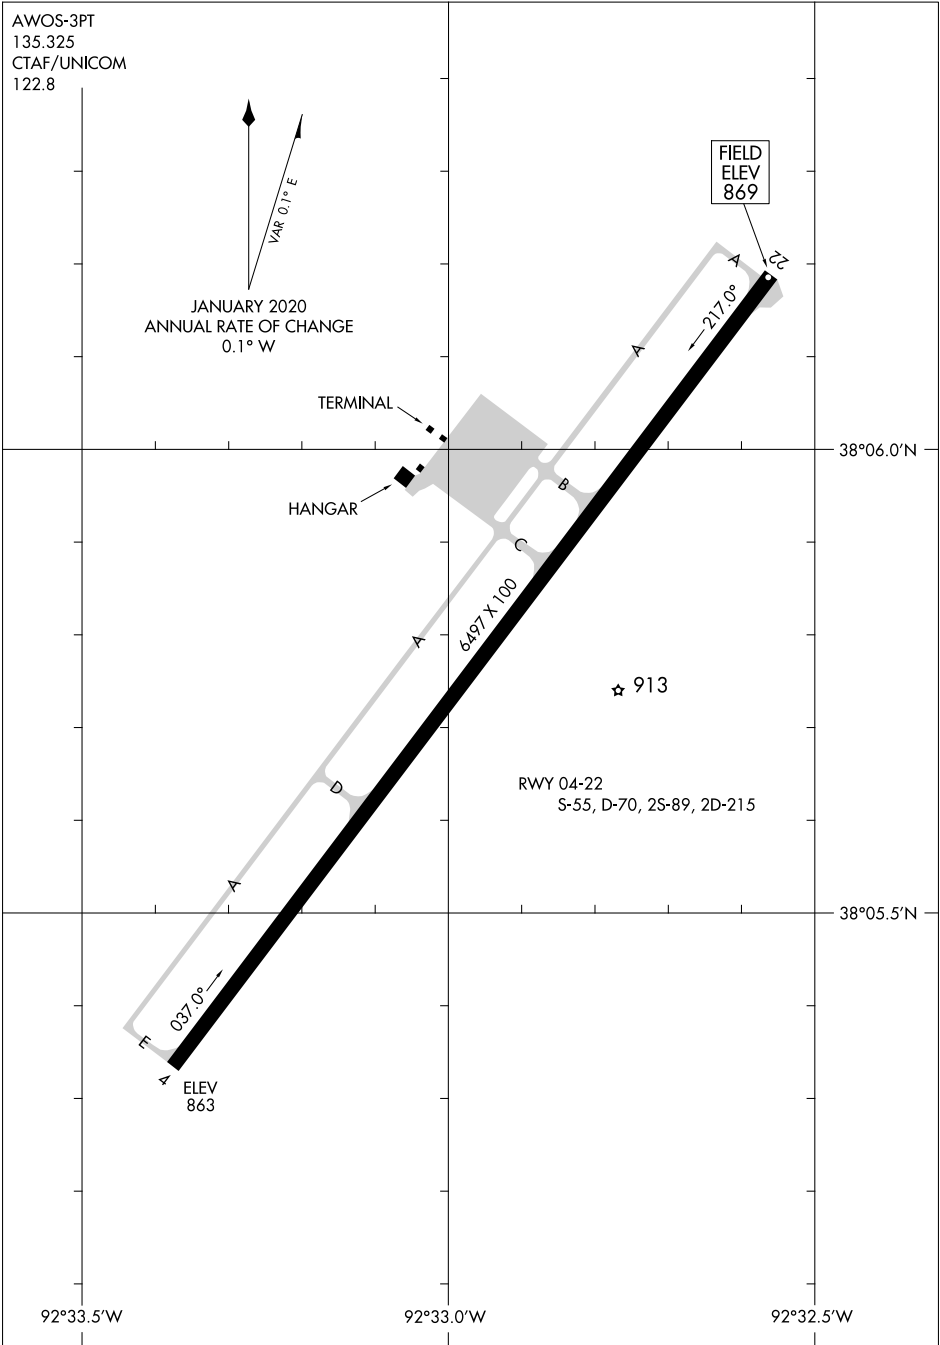 AWOS-3PT
135.325
CTAF/UNICOM
122.8
VAR 0.1° E
JANUARY 2020
ANNUAL RATE OF CHANGE
0.1° W
FIELD
ELEV
869
22
A
217.0°
A
TERMINAL
38°06.0'N
HANGAR
B
C
6497 X 100
A
913
D
RWY 04-22
S-55, D-70, 2S-89, 2D-215
A
38°05.5'N
037.0°
E
4
ELEV
863
92°33.5'W
92°33.0'W
92°32.5'W